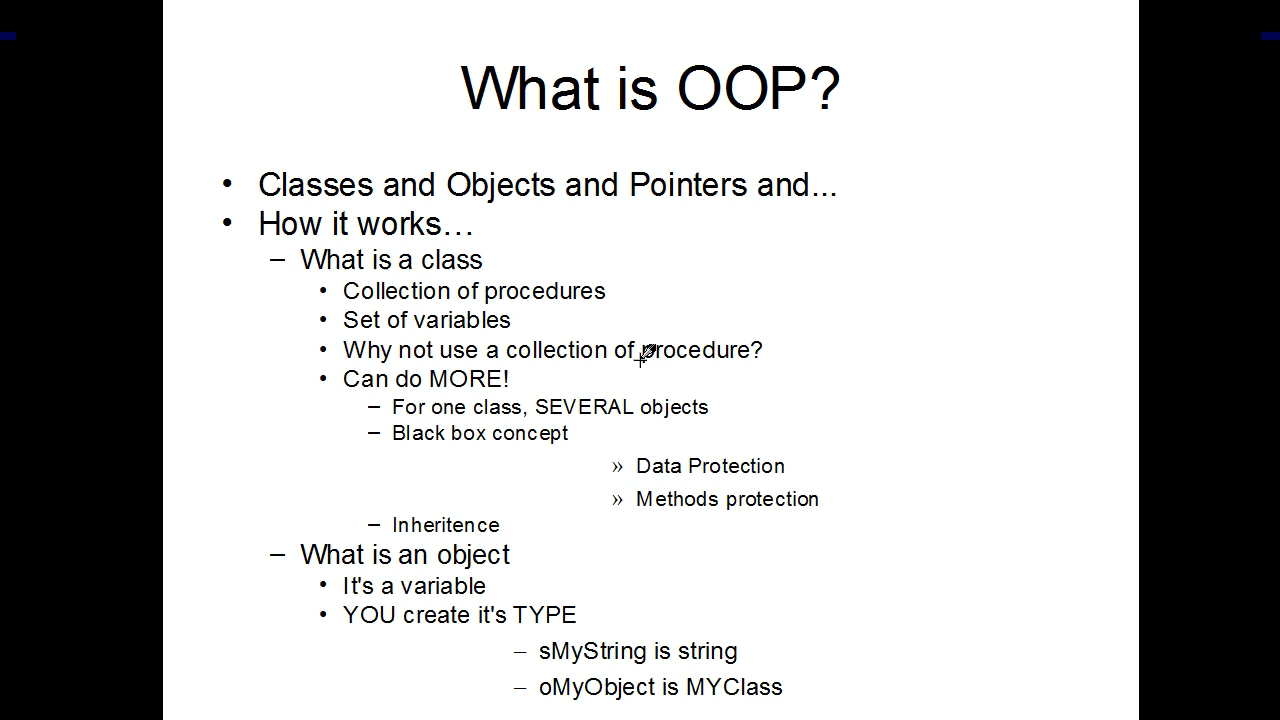 What is OOP?
• Classes and Objects and Pointers and...
• How it works…
– What is a class
• Collection of procedures
• Set of variables
• Why not use a collection of procedure?
• Can do MORE!
– For one class, SEVERAL objects
– Black box concept
» Data Protection
» Methods protection
– Inheritence
– What is an object
• It's a variable
• YOU create it's TYPE
– sMyString is string
– oMyObject is MYClass